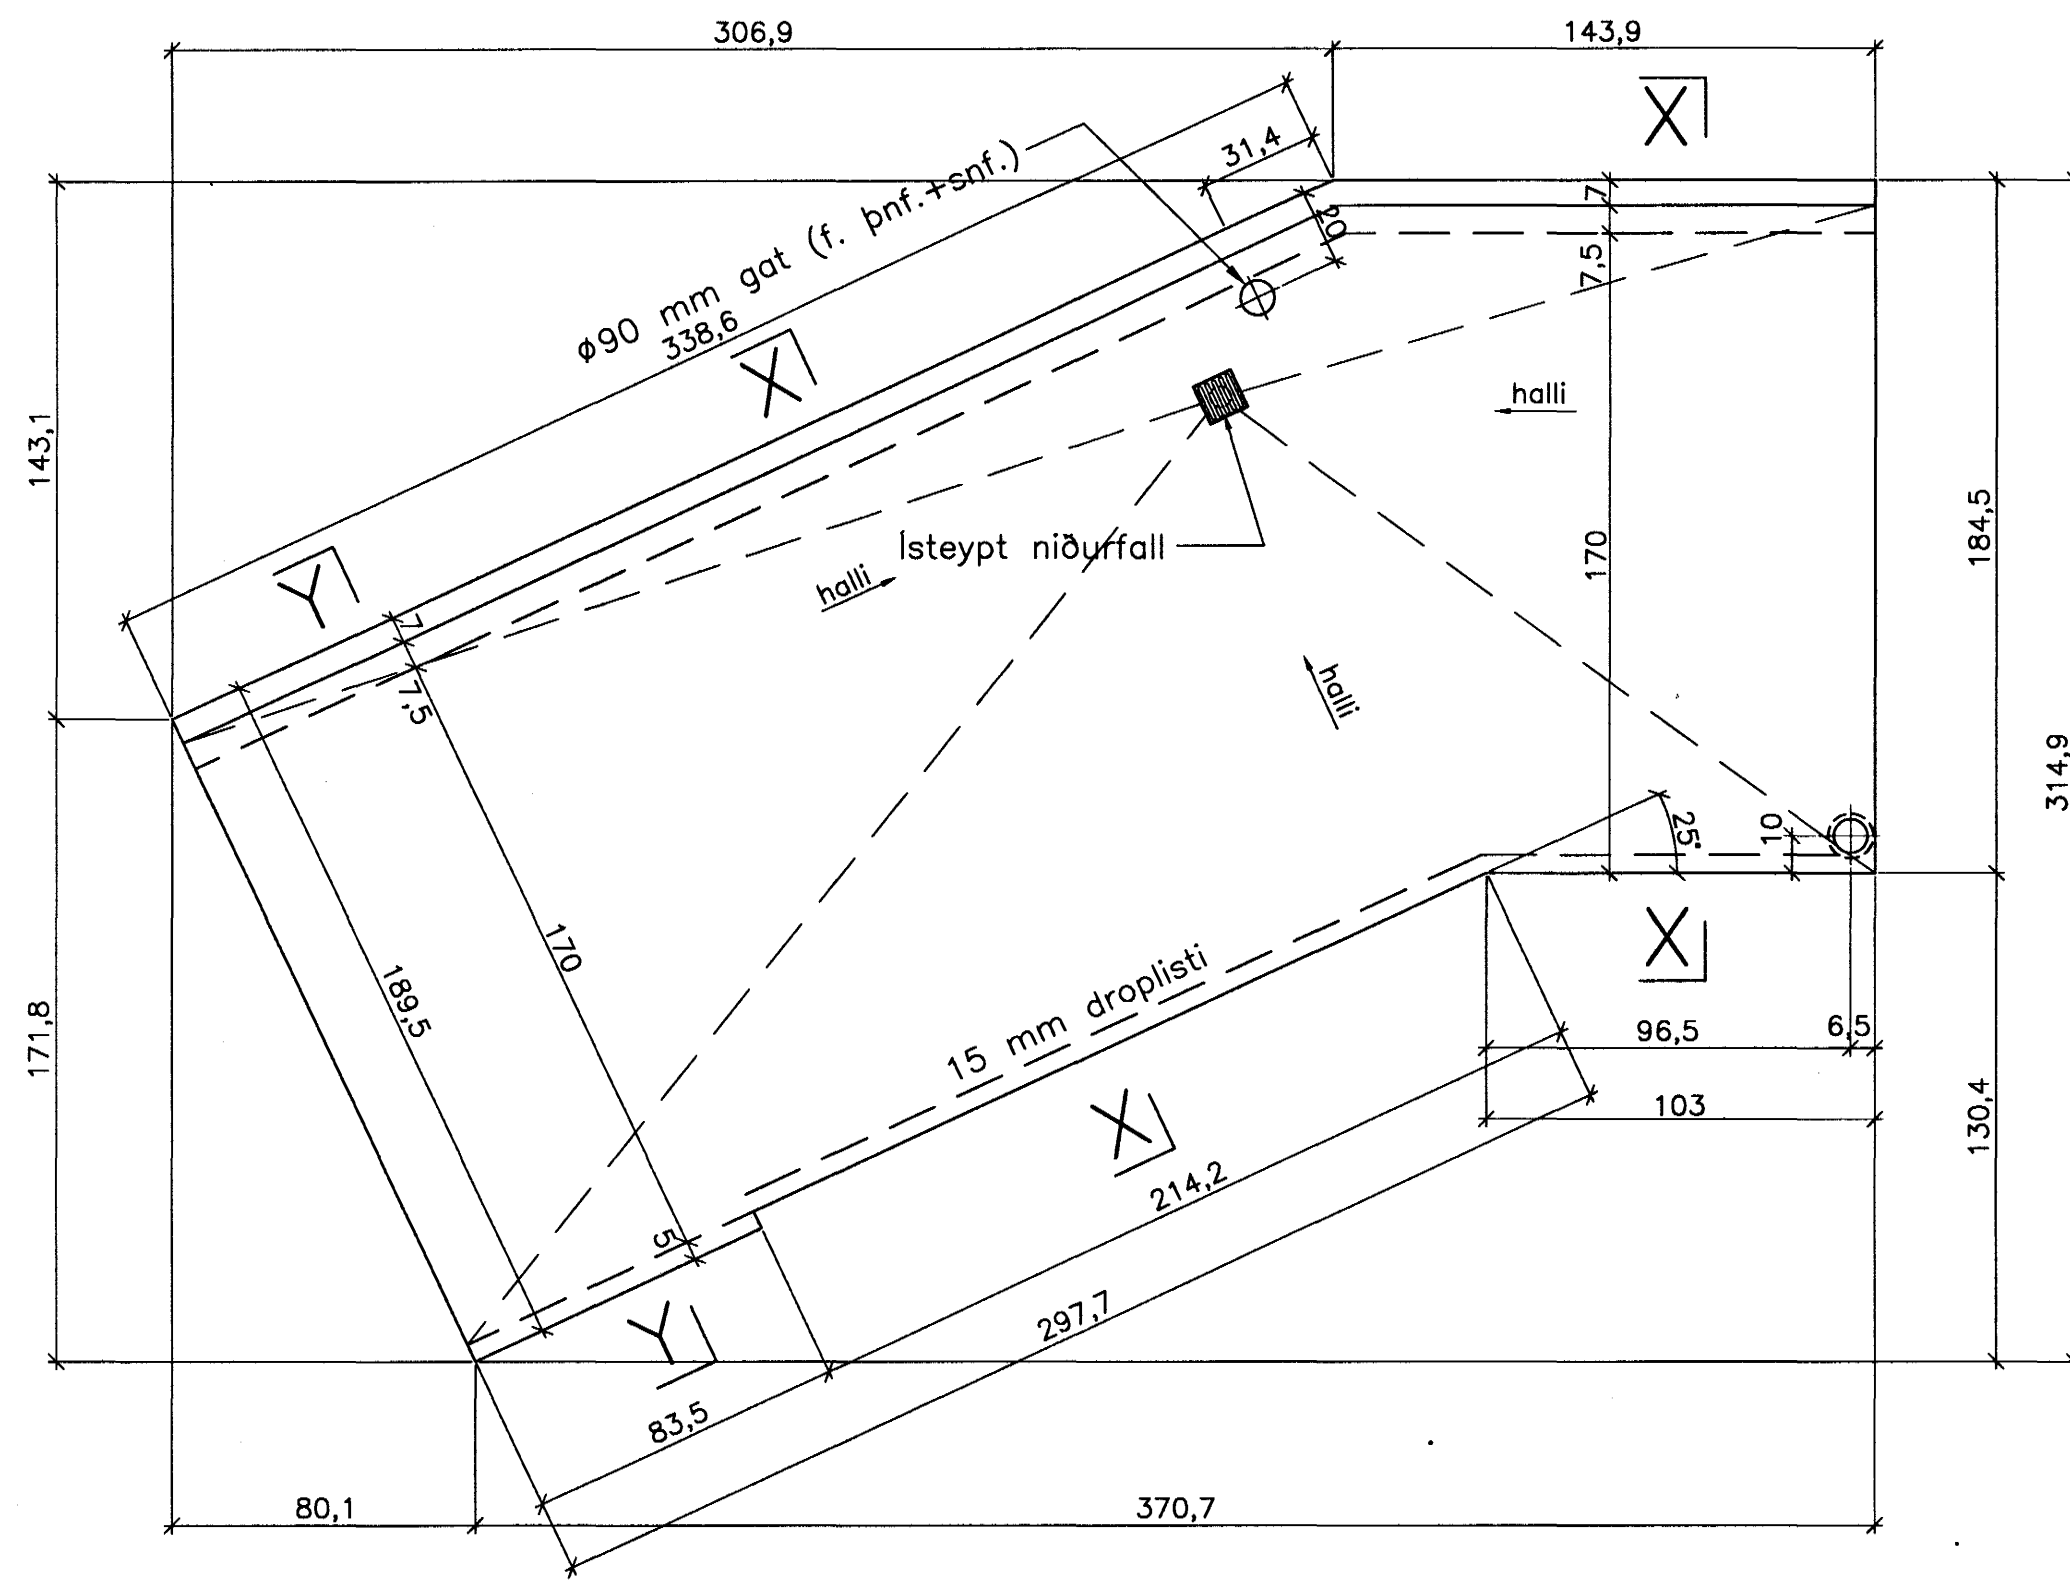 306,9
143,9
X
31,4
ø90 mm gat (f. þnf.+snf.)
338,6
20
7
7,5
X
halli
143,1
184,5
170
Ísteypt niðurfall
halli
Y
7
7,5
halli
314,9
25°
10
170
189,5
X
15 mm droplisti
96,5
6,5
171,8
103
130,4
X
214,2
5
297,7
Y
83,5
80,1
370,7